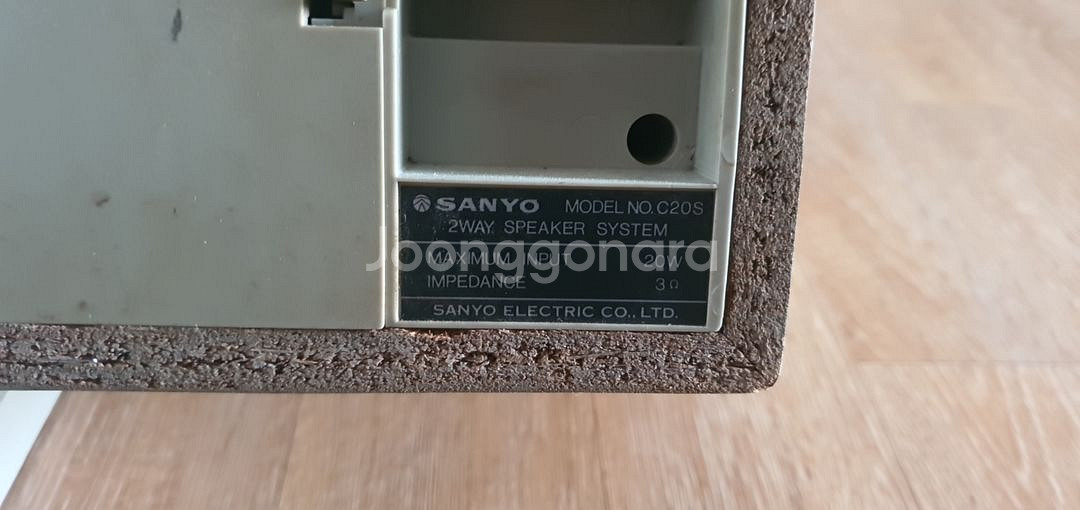 SANYO MODEL NO. C20S
2WAY SPEAKER SYSTEM
Joonggonara
MAXIMUM INPUT 20W
IMPEDANCE 3Ω
SANYO ELECTRIC CO., LTD.